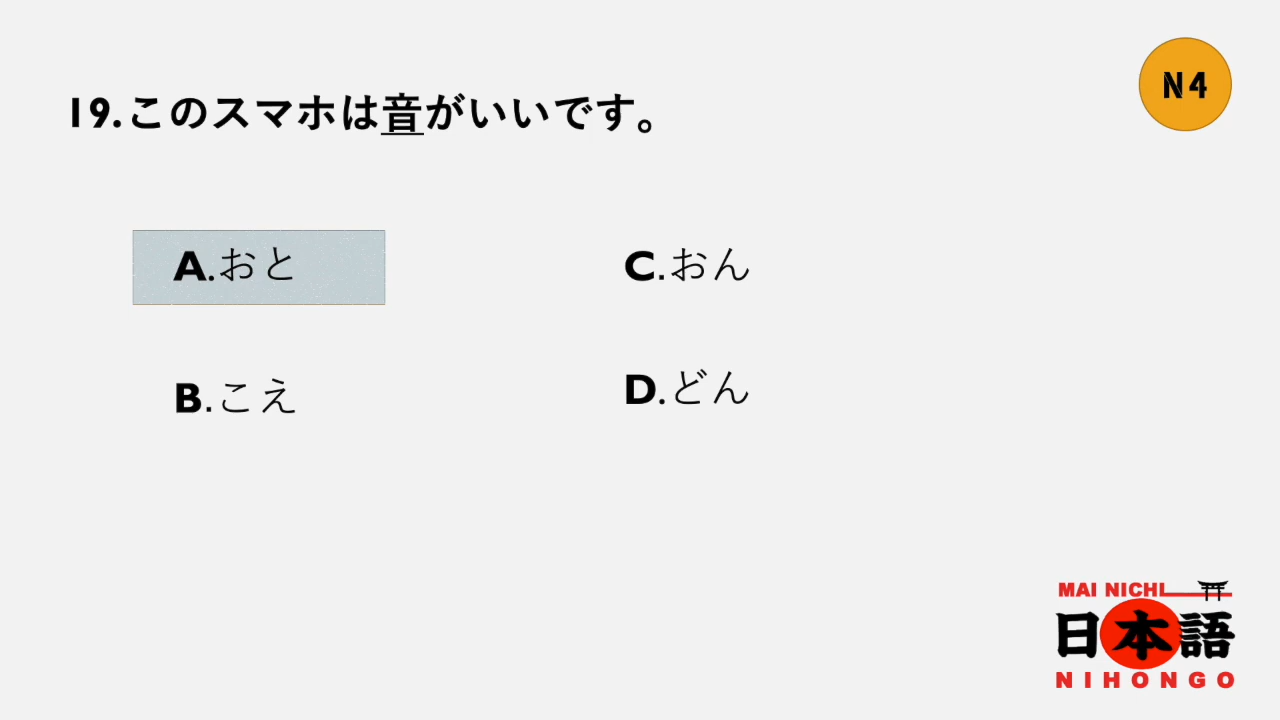 N4
19.このスマホは音がいいです。
A.おと
C.おん
B.こえ
D.どん
MAI NICHI
日本語
NIHONGO